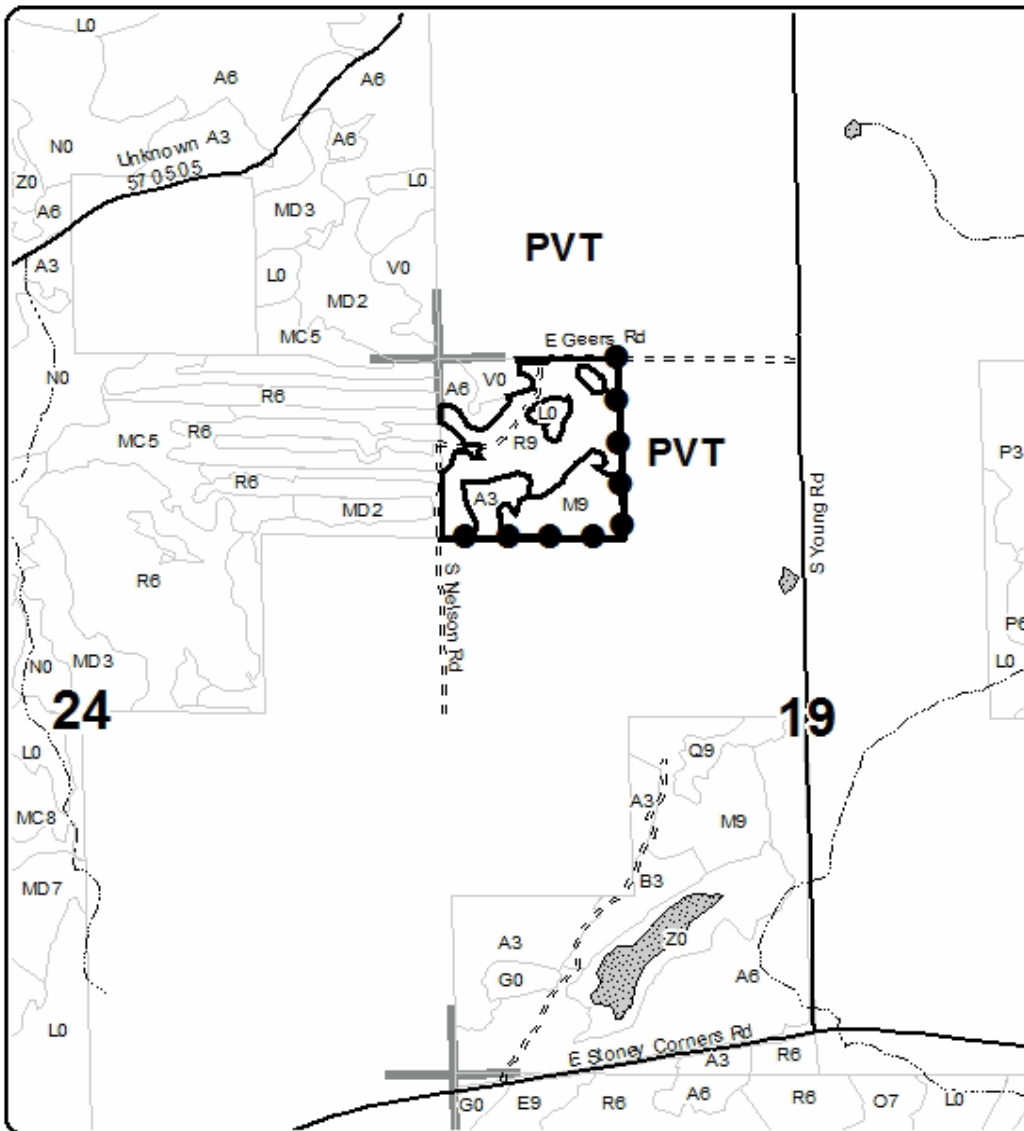 L0
A6
A6
N0
Unknown
570505
A3
A6
Z0
L0
A6
MD3
PVT
A3
L0
V0
MD2
MC5
E Geers Rd
N0
A6
V0
R6
L0
MC5
R6
R9
PVT
P3
R6
A3
M9
S Young Rd
MD2
R6
S Nelson Rd
P6
N0
MD3
L0
24
19
L0
Q9
A3
MC8
M9
MD7
B3
A3
Z0
G0
A6
L0
E Stoney Corners Rd
A3
R6
G0
E9
R6
A6
R6
O7
L0